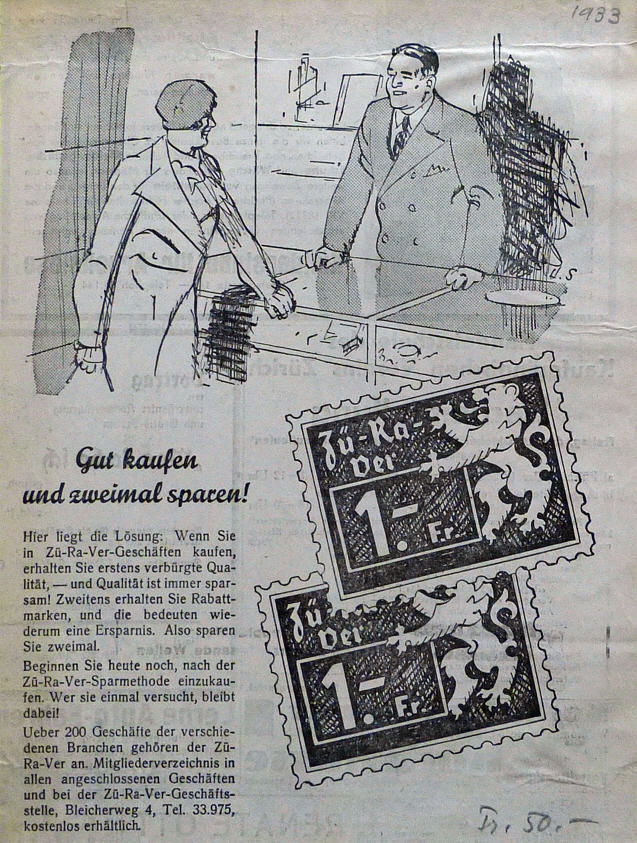 1933
d.S
Gut kaufen
und zweimal sparen!
Hier liegt die Lösung: Wenn Sie
in Zü-Ra-Ver-Geschäften kaufen,
erhalten Sie erstens verbürgte Qua-
lität, — und Qualität ist immer spar-
sam! Zweitens erhalten Sie Rabatt-
marken, und die bedeuten wie-
derum eine Ersparnis. Also sparen
Sie zweimal.
Beginnen Sie heute noch, nach der
Zü-Ra-Ver-Sparmethode einzukau-
fen. Wer sie einmal versucht, bleibt
dabei!
Ueber 200 Geschäfte der verschie-
denen Branchen gehören der Zü-
Ra-Ver an. Mitgliederverzeichnis in
allen angeschlossenen Geschäften
und bei der Zü-Ra-Ver-Geschäfts-
stelle, Bleicherweg 4, Tel. 33.975,
kostenlos erhältlich.
Zü-Ra-
Ver
1.-
Fr.
Zü
Ver
1.-
Fr.
Fr. 50.—